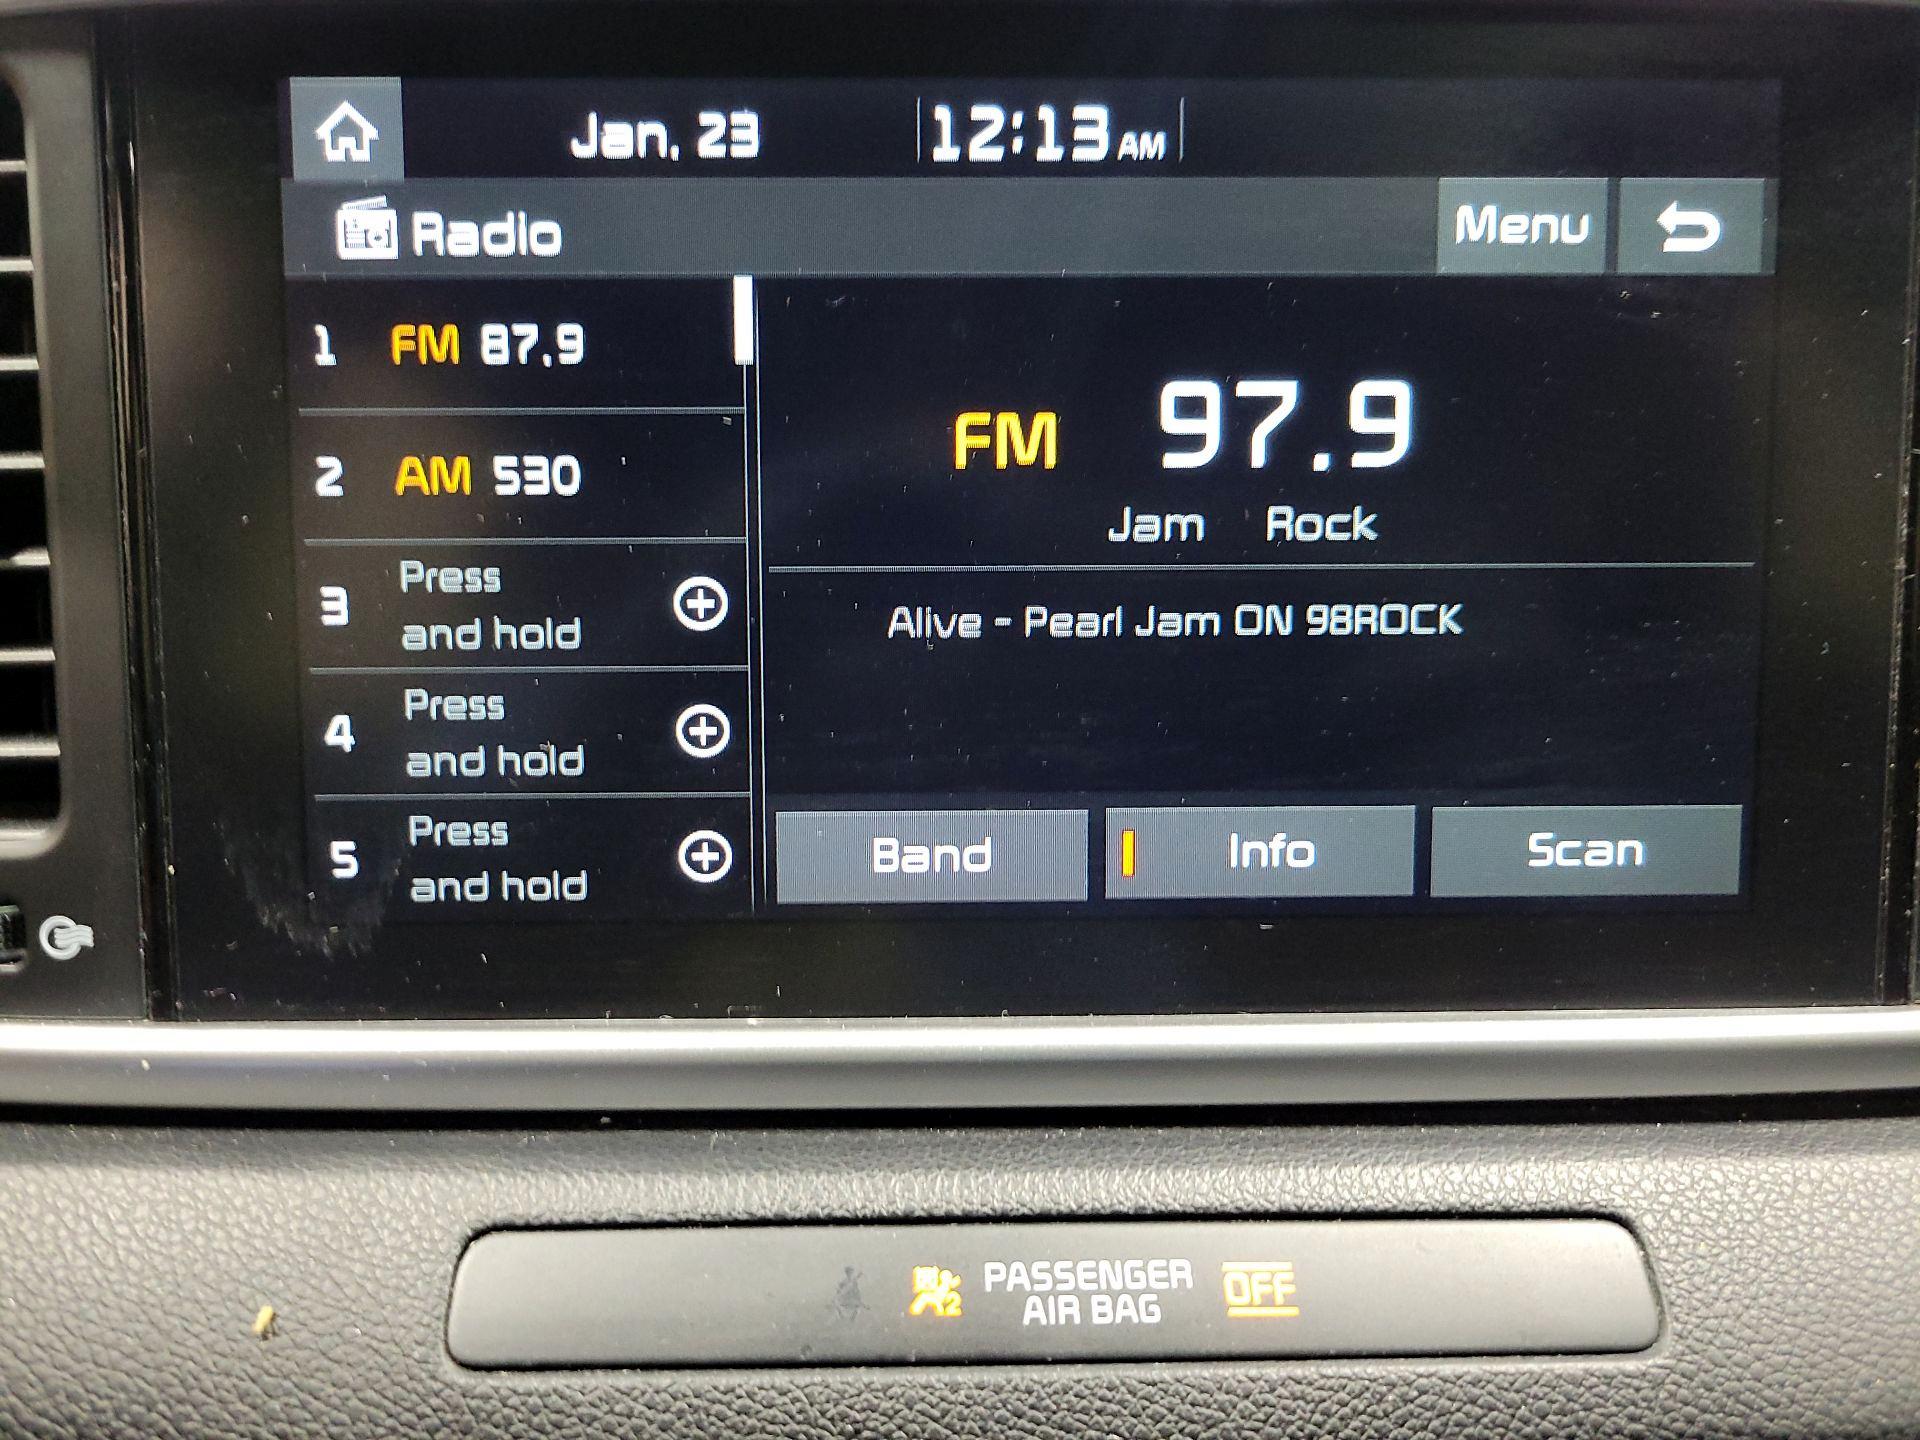 Jan, 23 12:13 AM
Radio Menu
1 FM 87.9
2 AM 530
3 Press
and hold
4 Press
and hold
5 Press
and hold
FM 97.9
Jam Rock
Alive - Pearl Jam ON 98ROCK
Band Info Scan
2 PASSENGER
AIR BAG OFF